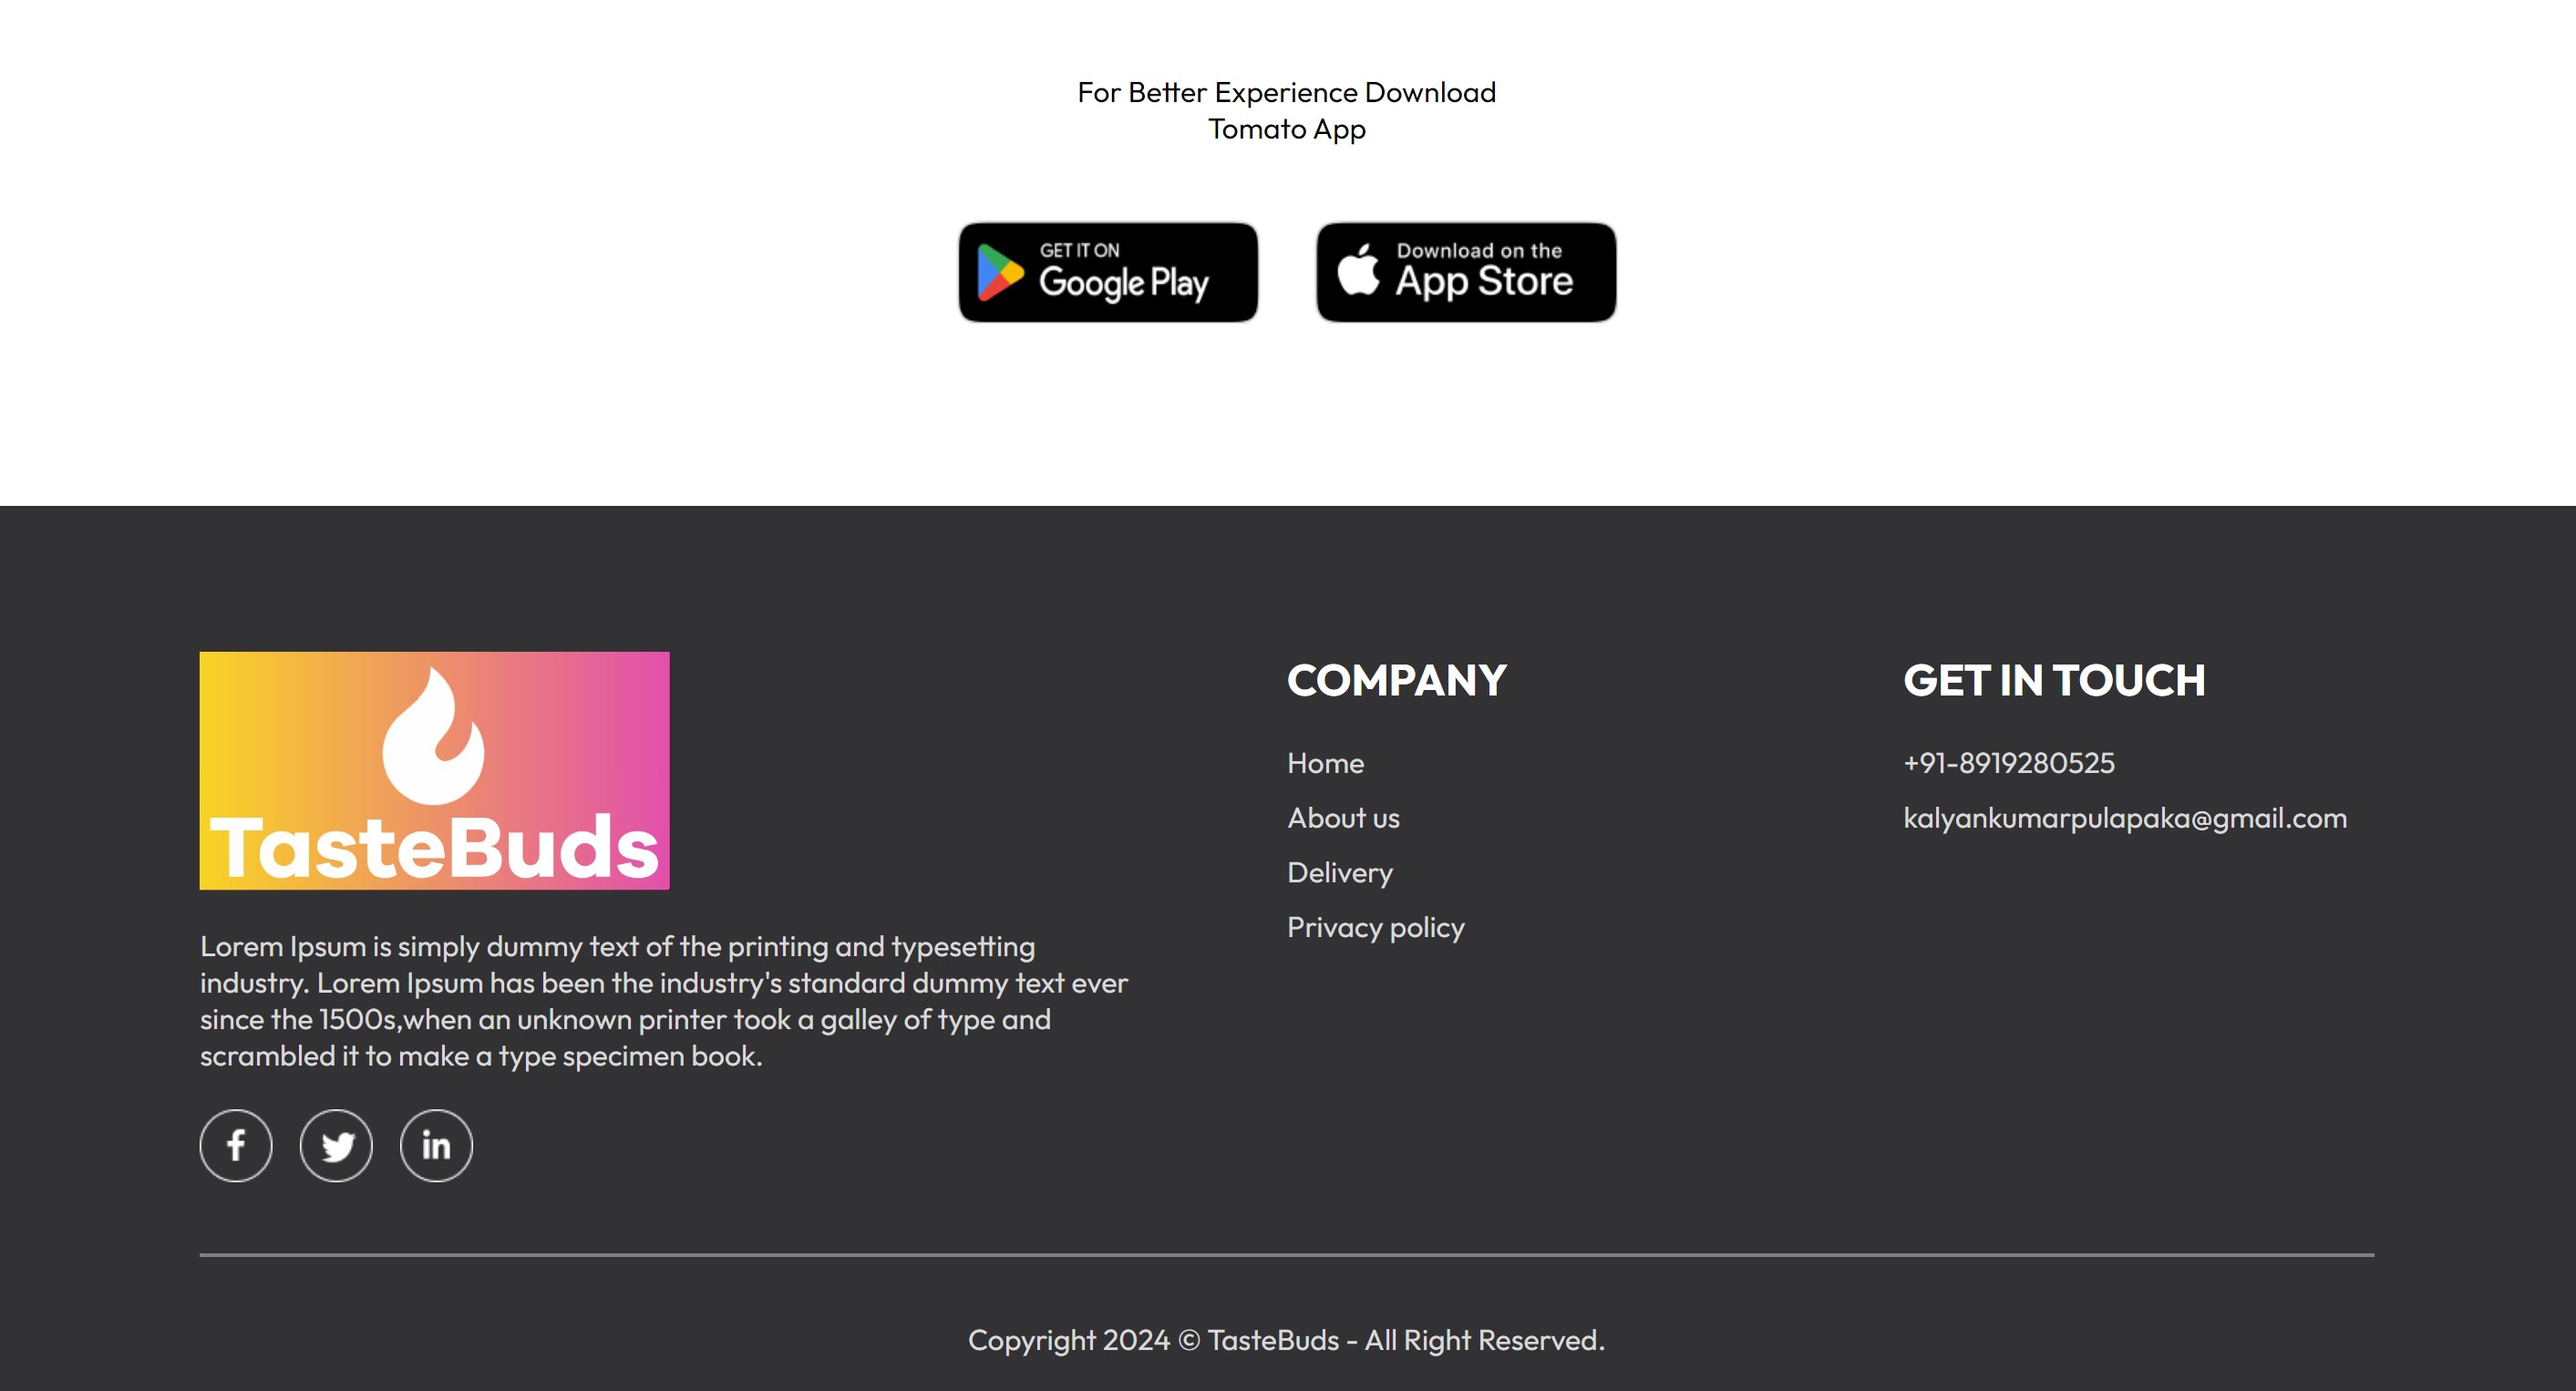 For Better Experience Download
Tomato App
GET IT ON
Google Play
Download on the
App Store
TasteBuds
Lorem Ipsum is simply dummy text of the printing and typesetting
industry. Lorem Ipsum has been the industry's standard dummy text ever
since the 1500s,when an unknown printer took a galley of type and
scrambled it to make a type specimen book.
f
in
COMPANY
Home
About us
Delivery
Privacy policy
GET IN TOUCH
+91-8919280525
kalyankumarpulapaka@gmail.com
Copyright 2024 © TasteBuds - All Right Reserved.